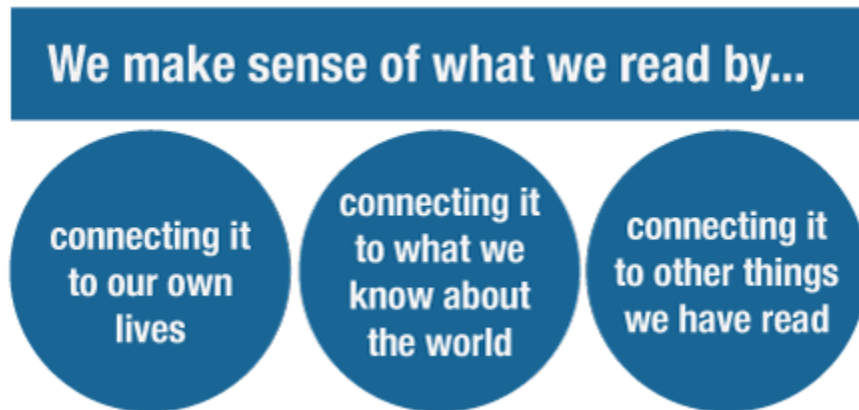 We make sense of what we read by...
connecting it
to our own
lives
connecting it
to what we
know about
the world
connecting it
to other things
we have read